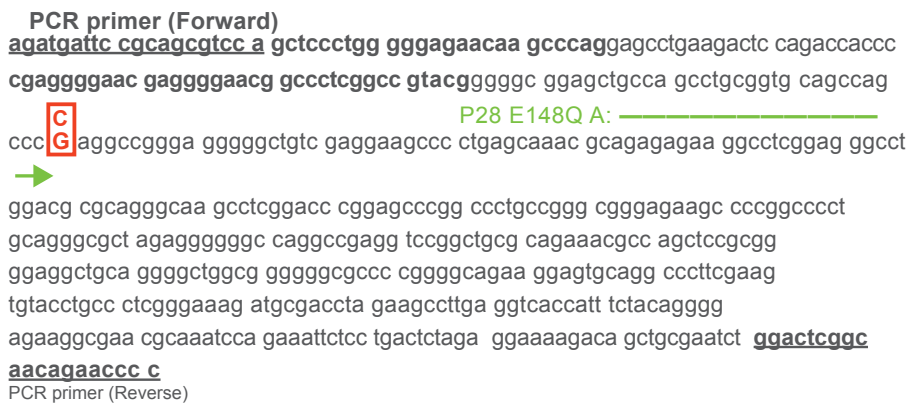 PCR primer (Forward)
agatgattc cgcagcgtcc a gctccctgg gggagaacaa gcccaggagcctgaagactc cagaccaccc
cgaggggaac gaggggaacg gccctcggcc gtacgggggc ggagctgcca gcctgcggtg cagccag
C
P28 E148Q A:
ccc G aggccggga gggggctgtc gaggaagccc ctgagcaaac gcagagagaa ggcctcggag ggcct
ggacg cgcagggcaa gcctcggacc cggagcccgg ccctgccggg cgggagaagc cccggcccct
gcagggcgct agaggggggc caggccgagg tccggctgcg cagaaacgcc agctccgcgg
ggaggctgca ggggctggcg gggggcgccc cggggcagaa ggagtgcagg cccttcgaag
tgtacctgcc ctcgggaaag atgcgaccta gaagccttga ggtcaccatt tctacagggg
agaaggcgaa cgcaaatcca gaaattctcc tgactctaga ggaaaagaca gctgcgaatct ggactcggc
aacagaaccc c
PCR primer (Reverse)